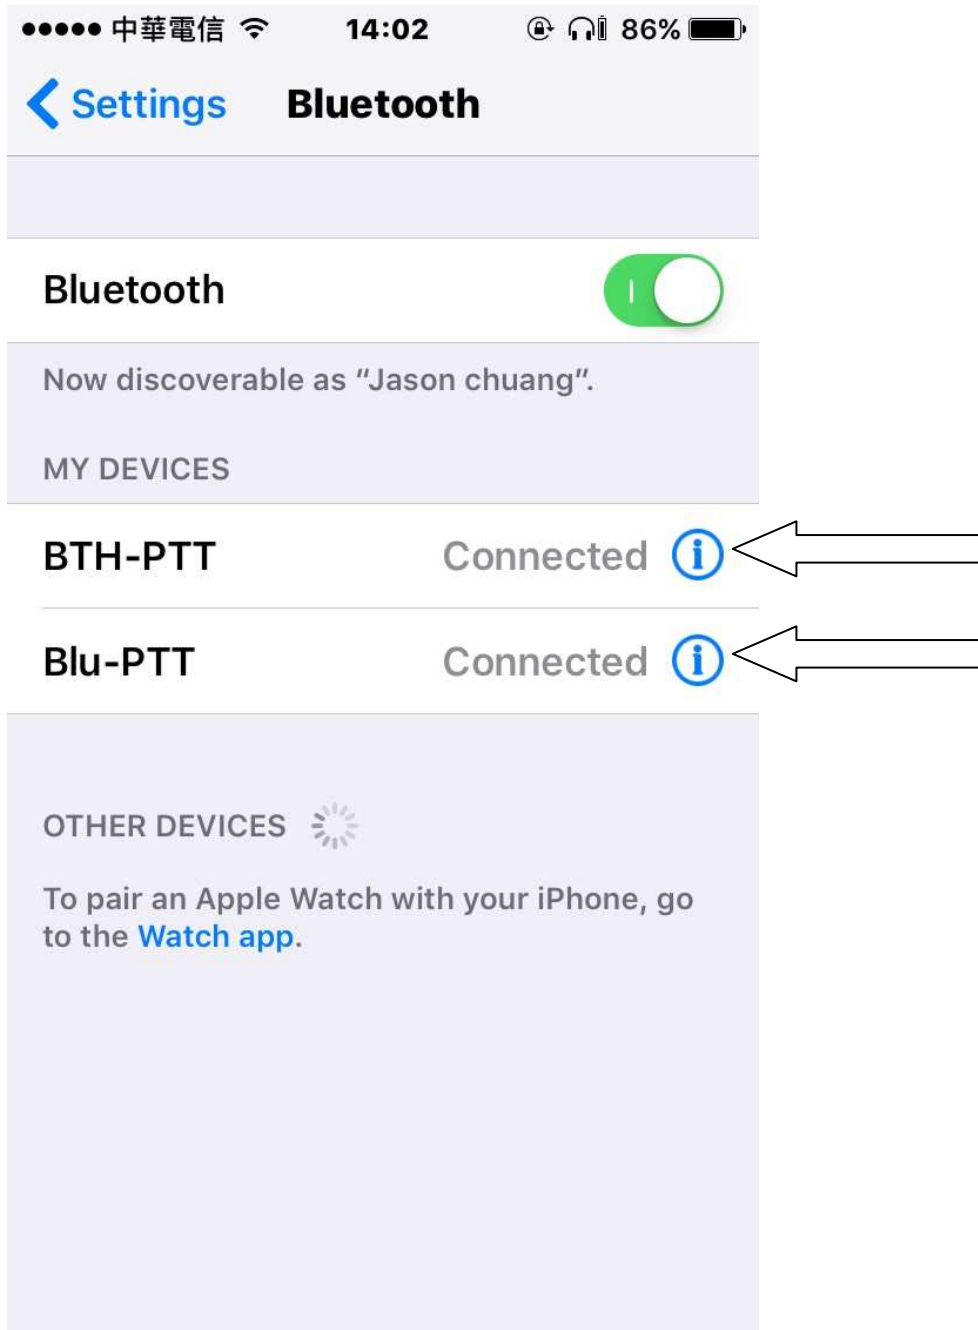 中華電信 14:02 86%
Settings Bluetooth
Bluetooth
Now discoverable as “Jason chuang”.
MY DEVICES
BTH-PTT Connected
Blu-PTT Connected
OTHER DEVICES
To pair an Apple Watch with your iPhone, go
to the Watch app.